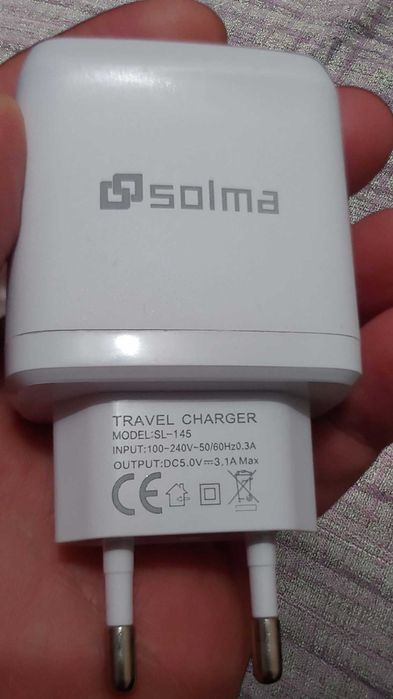 solma
TRAVEL CHARGER
MODEL:SL-145
INPUT:100-240V~50/60Hz0.3A
OUTPUT:DC5.0V⎓3.1A Max
CE